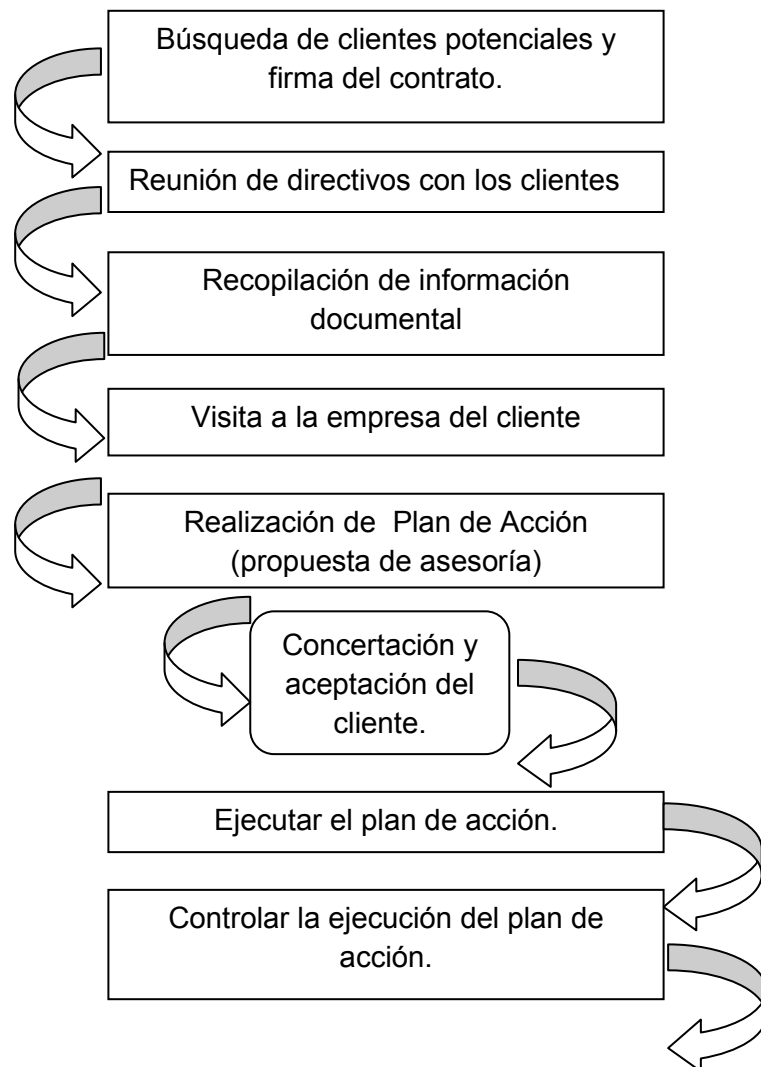 Búsqueda de clientes potenciales y
firma del contrato.
Reunión de directivos con los clientes
Recopilación de información
documental
Visita a la empresa del cliente
Realización de Plan de Acción
(propuesta de asesoría)
Concertación y
aceptación del
cliente.
Ejecutar el plan de acción.
Controlar la ejecución del plan de
acción.